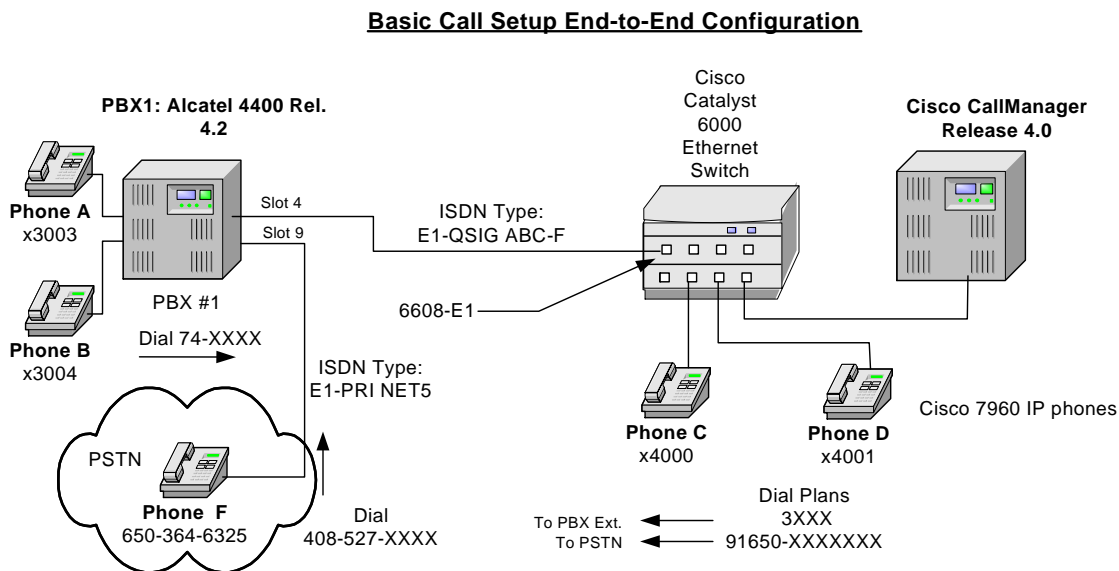 Basic Call Setup End-to-End Configuration
PBX1: Alcatel 4400 Rel.
4.2
Cisco
Catalyst
6000
Ethernet
Switch
Cisco CallManager
Release 4.0
Phone A
x3003
Slot 4
Slot 9
ISDN Type:
E1-QSIG ABC-F
PBX #1
6608-E1
Phone B
x3004
Dial 74-XXXX
ISDN Type:
E1-PRI NET5
Phone C
x4000
Phone D
x4001
Cisco 7960 IP phones
PSTN
Phone F
650-364-6325
Dial
408-527-XXXX
Dial Plans
To PBX Ext.
3XXX
To PSTN
91650-XXXXXXX